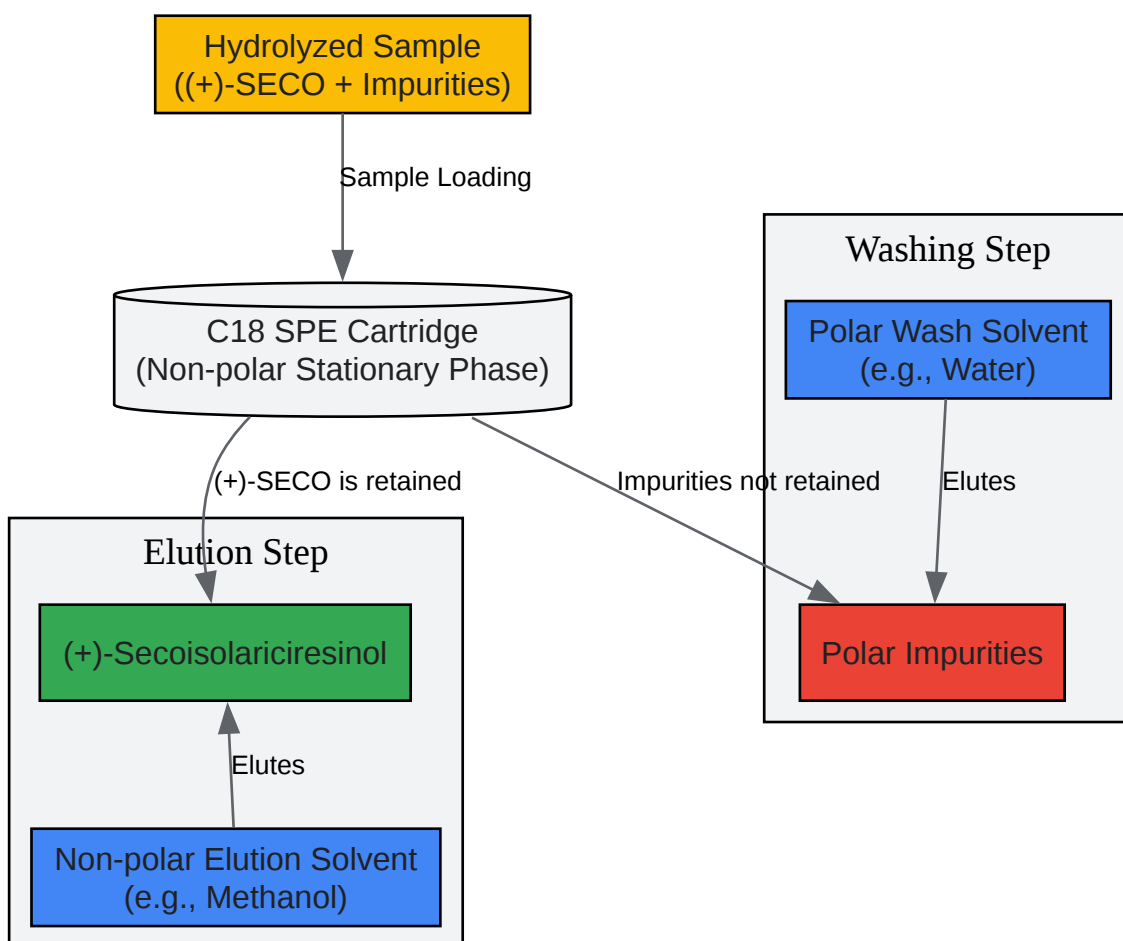 Hydrolyzed Sample
((+)-SECO + Impurities)
Sample Loading
C18 SPE Cartridge
(Non-polar Stationary Phase)
Washing Step
Polar Wash Solvent
(e.g., Water)
(+)-SECO is retained
Impurities not retained
Elutes
Elution Step
(+)-Secoisolariciresinol
Polar Impurities
Elutes
Non-polar Elution Solvent
(e.g., Methanol)